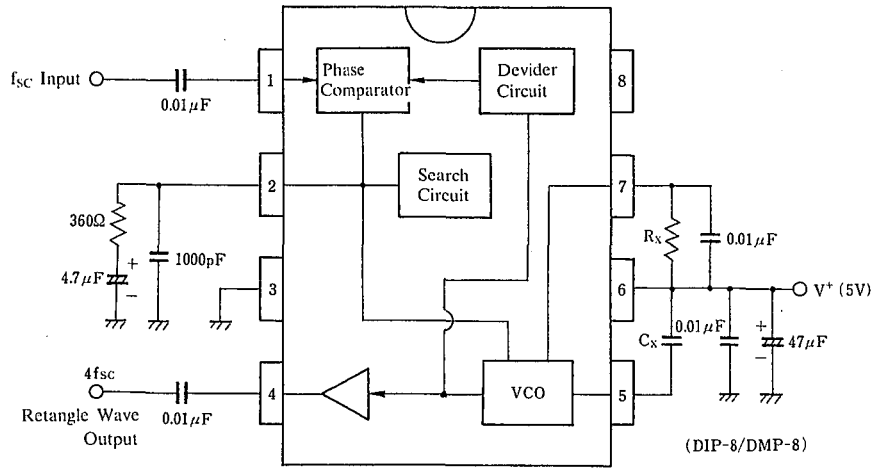 fSC Input
0.01μF
1
Phase
Comparator
Devider
Circuit
8
2
Search
Circuit
7
360Ω
4.7μF
+
−
1000pF
RX
0.01μF
3
6
V+ (5V)
CX
0.01μF
+
−
47μF
4fsc
Retangle Wave
Output
0.01μF
4
VCO
5
(DIP-8/DMP-8)